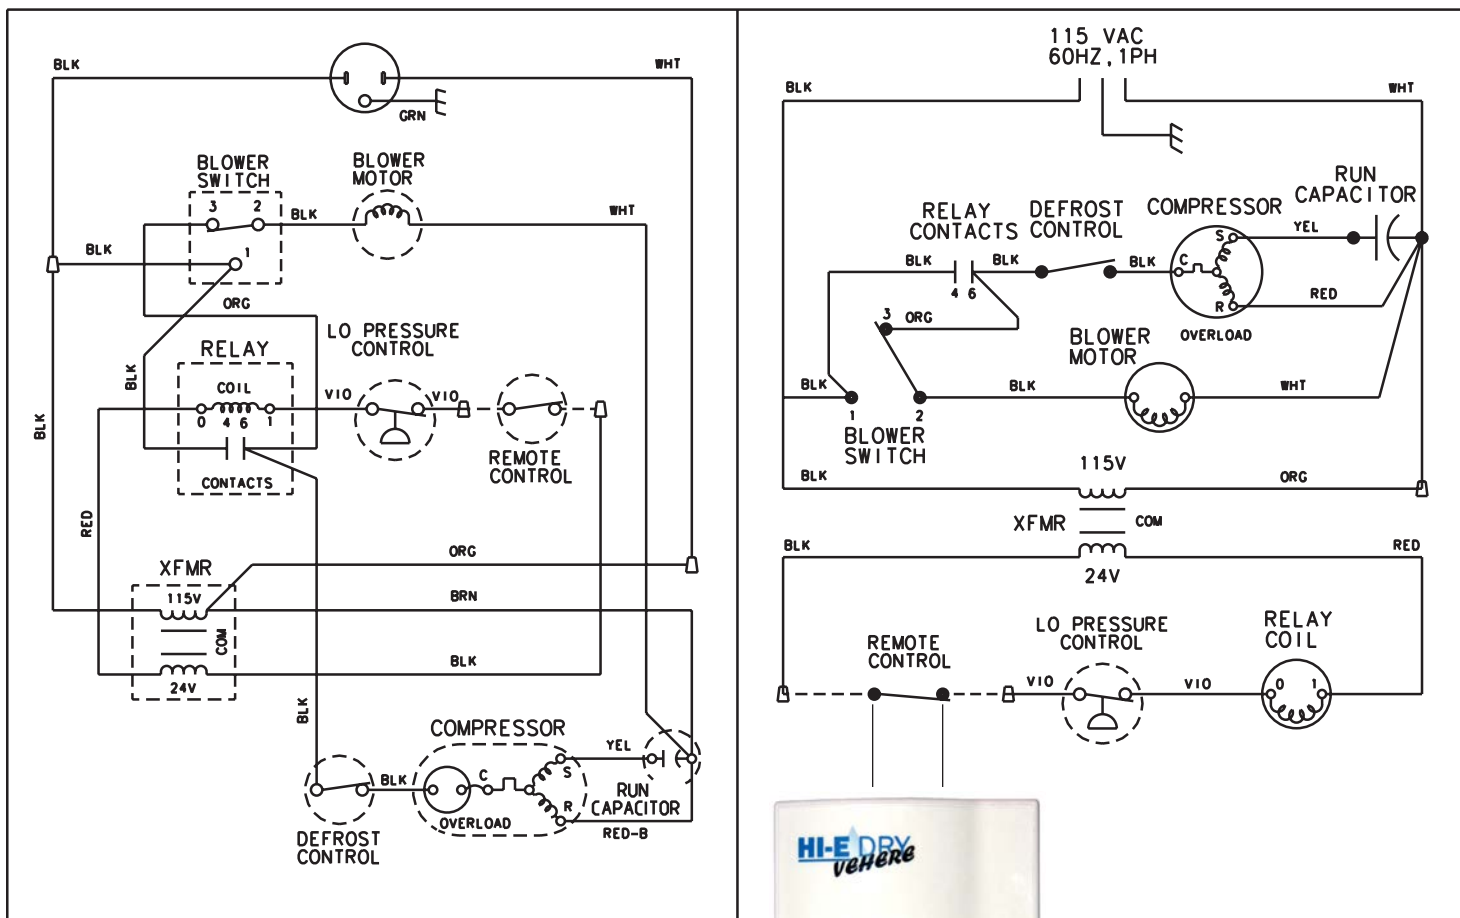 BLK
WHT
GRN
BLOWER
SWITCH
BLOWER
MOTOR
3 2
BLK
WHT
BLK
1
ORG
LO PRESSURE
CONTROL
RELAY
BLK
COIL
VIO
VIO
0 4 6 1
BLK
REMOTE
CONTROL
CONTACTS
RED
ORG
XFMR
115V
BRN
COM
BLK
24V
BLK
COMPRESSOR
YEL
BLK
C
S
RUN
CAPACITOR
R
OVERLOAD
RED-B
DEFROST
CONTROL
115 VAC
60HZ, 1PH
BLK
WHT
RUN
CAPACITOR
RELAY
CONTACTS
DEFROST
CONTROL
COMPRESSOR
S
YEL
BLK
BLK
BLK
C
4 6
R
RED
3
ORG
OVERLOAD
BLOWER
MOTOR
BLK
BLK
WHT
1
2
BLOWER
SWITCH
115V
BLK
ORG
XFMR
COM
BLK
RED
24V
REMOTE
CONTROL
LO PRESSURE
CONTROL
RELAY
COIL
VIO
VIO
0 1
HI-E DRY
VEHERE